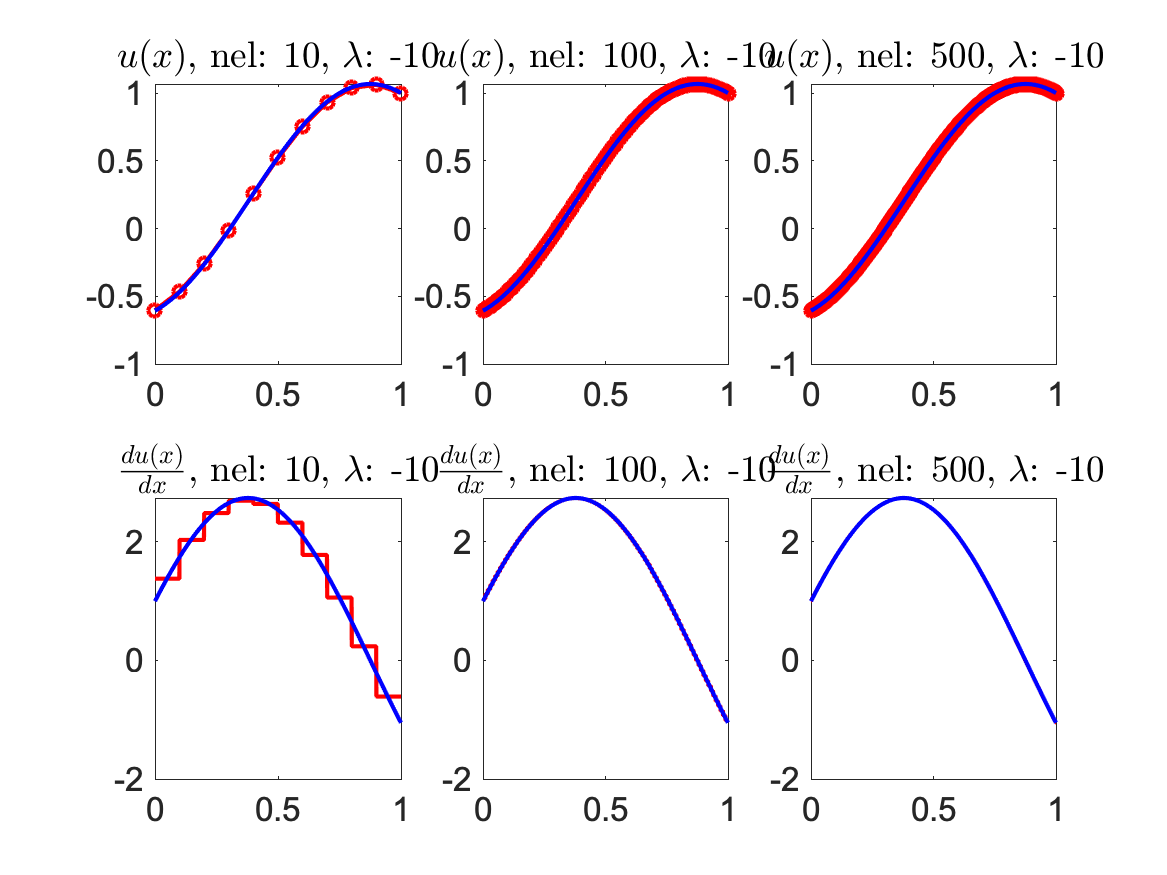 u(x), nel: 10, λ: -10
1
0.5
0
-0.5
-1
0 0.5 1
u(x), nel: 100, λ: -10
1
0.5
0
-0.5
-1
0 0.5 1
u(x), nel: 500, λ: -10
1
0.5
0
-0.5
-1
0 0.5 1
du(x)/dx, nel: 10, λ: -10
2
0
-2
0 0.5 1
du(x)/dx, nel: 100, λ: -10
2
0
-2
0 0.5 1
du(x)/dx, nel: 500, λ: -10
2
0
-2
0 0.5 1